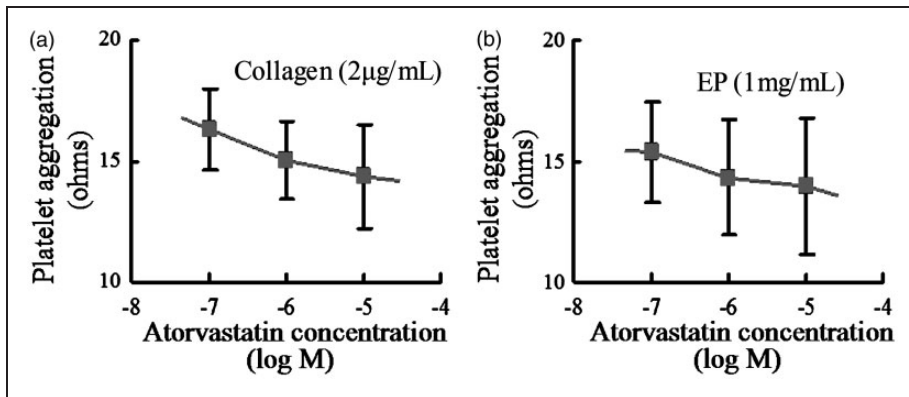 (a)
20
15
10
Platelet aggregation
(ohms)
Collagen (2μg/mL)
-8 -7 -6 -5 -4
Atorvastatin concentration
(log M)
(b)
20
15
10
Platelet aggregation
(ohms)
EP (1mg/mL)
-8 -7 -6 -5 -4
Atorvastatin concentration
(log M)